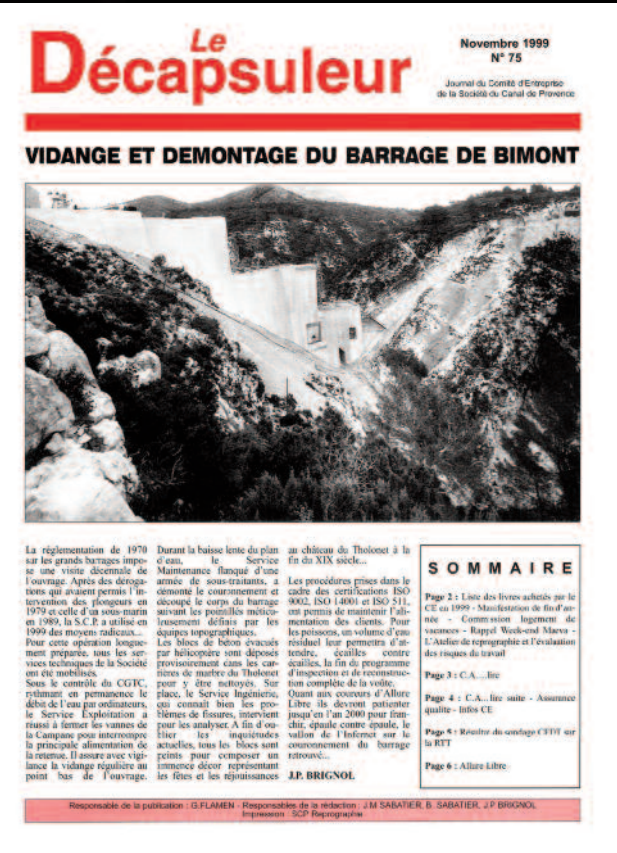 Le
Décapsuleur
Novembre 1999
N° 75
Journal du Comité d'Entreprise
de la Société du Canal de Provence
VIDANGE ET DEMONTAGE DU BARRAGE DE BIMONT
La réglementation de 1970
sur les grands barrages impo-
se une visite décennale de
l'ouvrage. Après des déroga-
tions qui avaient permis l'in-
tervention des plongeurs en
1979 et celle d'un sous-marin
en 1989, la S.C.P. a utilisé en
1999 des moyens radicaux...
Pour cette opération longue-
ment préparée, tous les ser-
vices techniques de la Société
ont été mobilisés.
Sous le contrôle du CGTC,
rythmant en permanence le
débit de l'eau par ordinateurs,
le Service Exploitation a
réussi à fermer les vannes de
la Campane pour interrompre
la principale alimentation de
la retenue. Il assure avec vigi-
lance la vidange régulière au
point bas de l'ouvrage.
Durant la baisse lente du plan
d'eau, le Service
Maintenance flanqué d'une
armée de sous-traitants, a
démonté le couronnement et
découpé le corps du barrage
suivant les pointillés méticu-
leusement définis par les
équipes topographiques.
Les blocs de béton évacués
par hélicoptère sont déposés
provisoirement dans les car-
rières de marbre du Tholonet
pour y être nettoyés. Sur
place, le Service Ingénierie,
qui connaît bien les pro-
blèmes de fissures, intervient
pour les analyser. A fin d'ou-
blier les inquiétudes
actuelles, tous les blocs sont
peints pour composer un
immence décor représentant
les fêtes et les réjouissances
au château du Tholonet à la
fin du XIX siècle...
Les procédures prises dans le
cadre des certifications ISO
9002, ISO 14001 et ISO 511,
ont permis de maintenir l'ali-
mentation des clients. Pour
les poissons, un volume d'eau
résiduel leur permettra d'at-
tendre, écailles contre
écailles, la fin du programme
d'inspection et de reconstruc-
tion complète de la voûte.
Quant aux coureurs d'Allure
Libre ils devront patienter
jusqu'en l'an 2000 pour fran-
chir, épaule contre épaule, le
vallon de l'Infernet sur le
couronnement du barrage
retrouvé...
J.P. BRIGNOL
SOMMAIRE
Page 2 : Liste des livres achetés par le
CE en 1999 - Manifestation de fin d'an-
née - Commission logement de
vacances - Rappel Week-end Maeva -
L'Atelier de reprographie et l'évaluation
des risques du travail
Page 3 : C.A....lire
Page 4 : C.A...lire suite - Assurance
qualite - Infos CE
Page 5 : Résultat du sondage CFDT sur
la RTT
Page 6 : Allure Libre
Responsable de la publication : G.FLAMEN - Responsables de la rédaction : J.M SABATIER, B. SABATIER, J.P BRIGNOL
Impression : SCP Reprographie